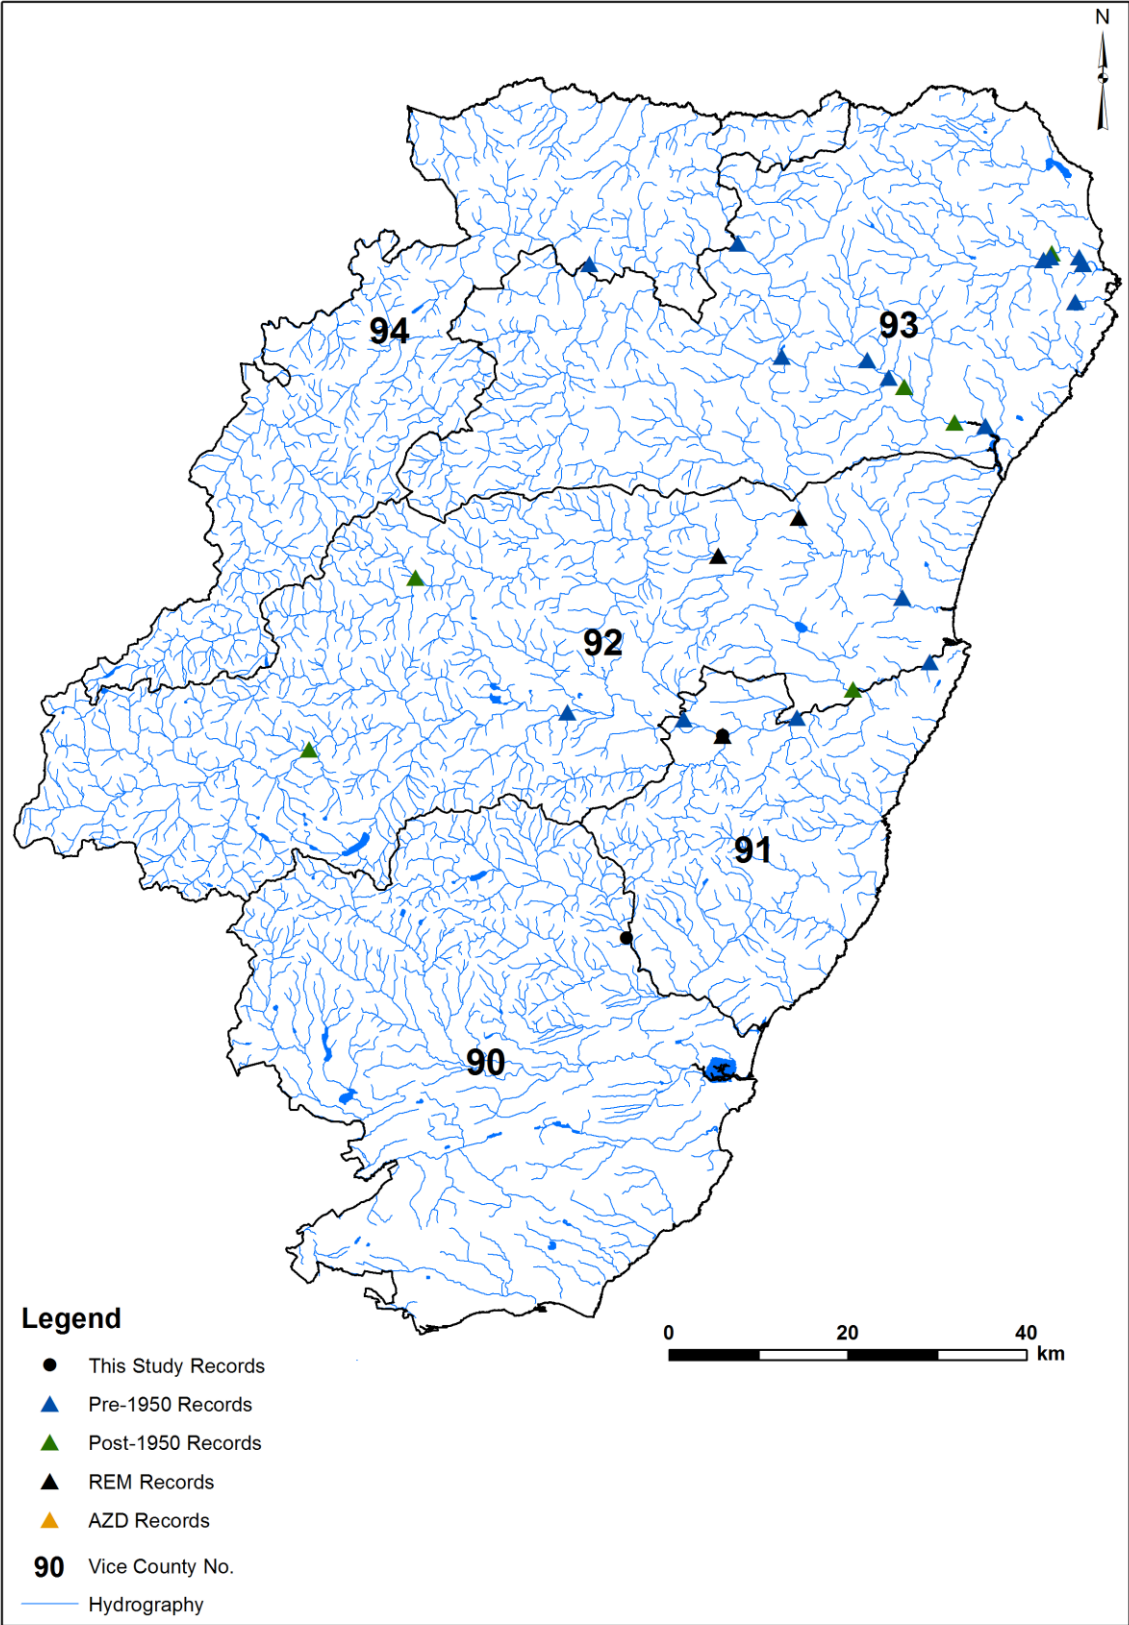 N
94
93
92
91
90
Legend
This Study Records
Pre-1950 Records
Post-1950 Records
REM Records
AZD Records
90 Vice County No.
Hydrography
0 20 40
km